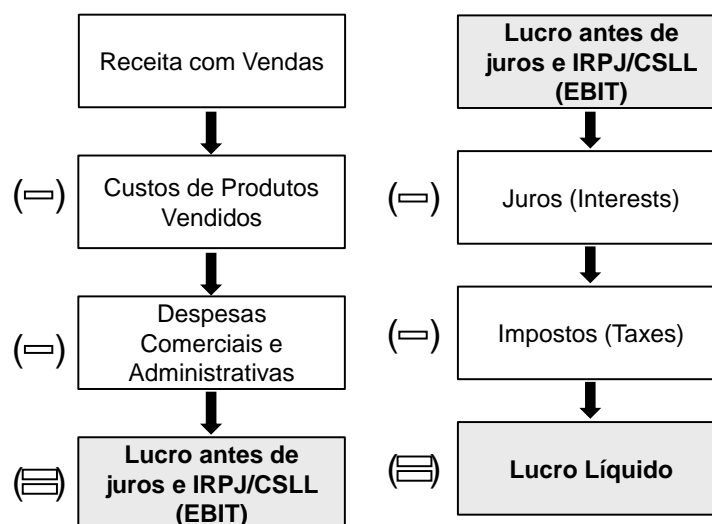 Receita com Vendas
(−)
Custos de Produtos
Vendidos
(−)
Despesas
Comerciais e
Administrativas
(=)
Lucro antes de
juros e IRPJ/CSLL
(EBIT)
Lucro antes de
juros e IRPJ/CSLL
(EBIT)
(−)
Juros (Interests)
(−)
Impostos (Taxes)
(=)
Lucro Líquido